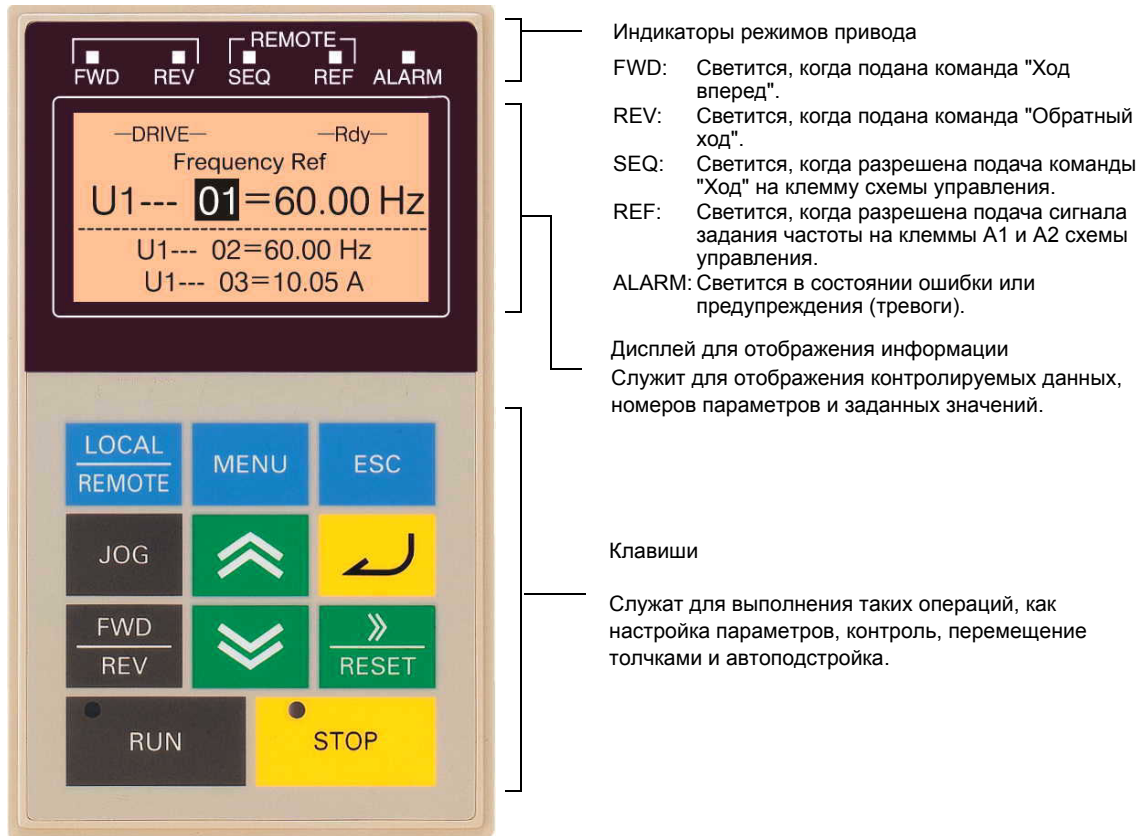 REMOTE
FWD REV SEQ REF ALARM
—DRIVE— —Rdy—
Frequency Ref
U1--- 01=60.00 Hz
U1--- 02=60.00 Hz
U1--- 03=10.05 A
LOCAL
REMOTE
MENU
ESC
JOG
FWD
REV
RESET
RUN
STOP
Индикаторы режимов привода
FWD: Светится, когда подана команда "Ход
вперед".
REV: Светится, когда подана команда "Обратный
ход".
SEQ: Светится, когда разрешена подача команды
"Ход" на клемму схемы управления.
REF: Светится, когда разрешена подача сигнала
задания частоты на клеммы A1 и A2 схемы
управления.
ALARM: Светится в состоянии ошибки или
предупреждения (тревоги).
Дисплей для отображения информации
Служит для отображения контролируемых данных,
номеров параметров и заданных значений.
Клавиши
Служат для выполнения таких операций, как
настройка параметров, контроль, перемещение
толчками и автоподстройка.